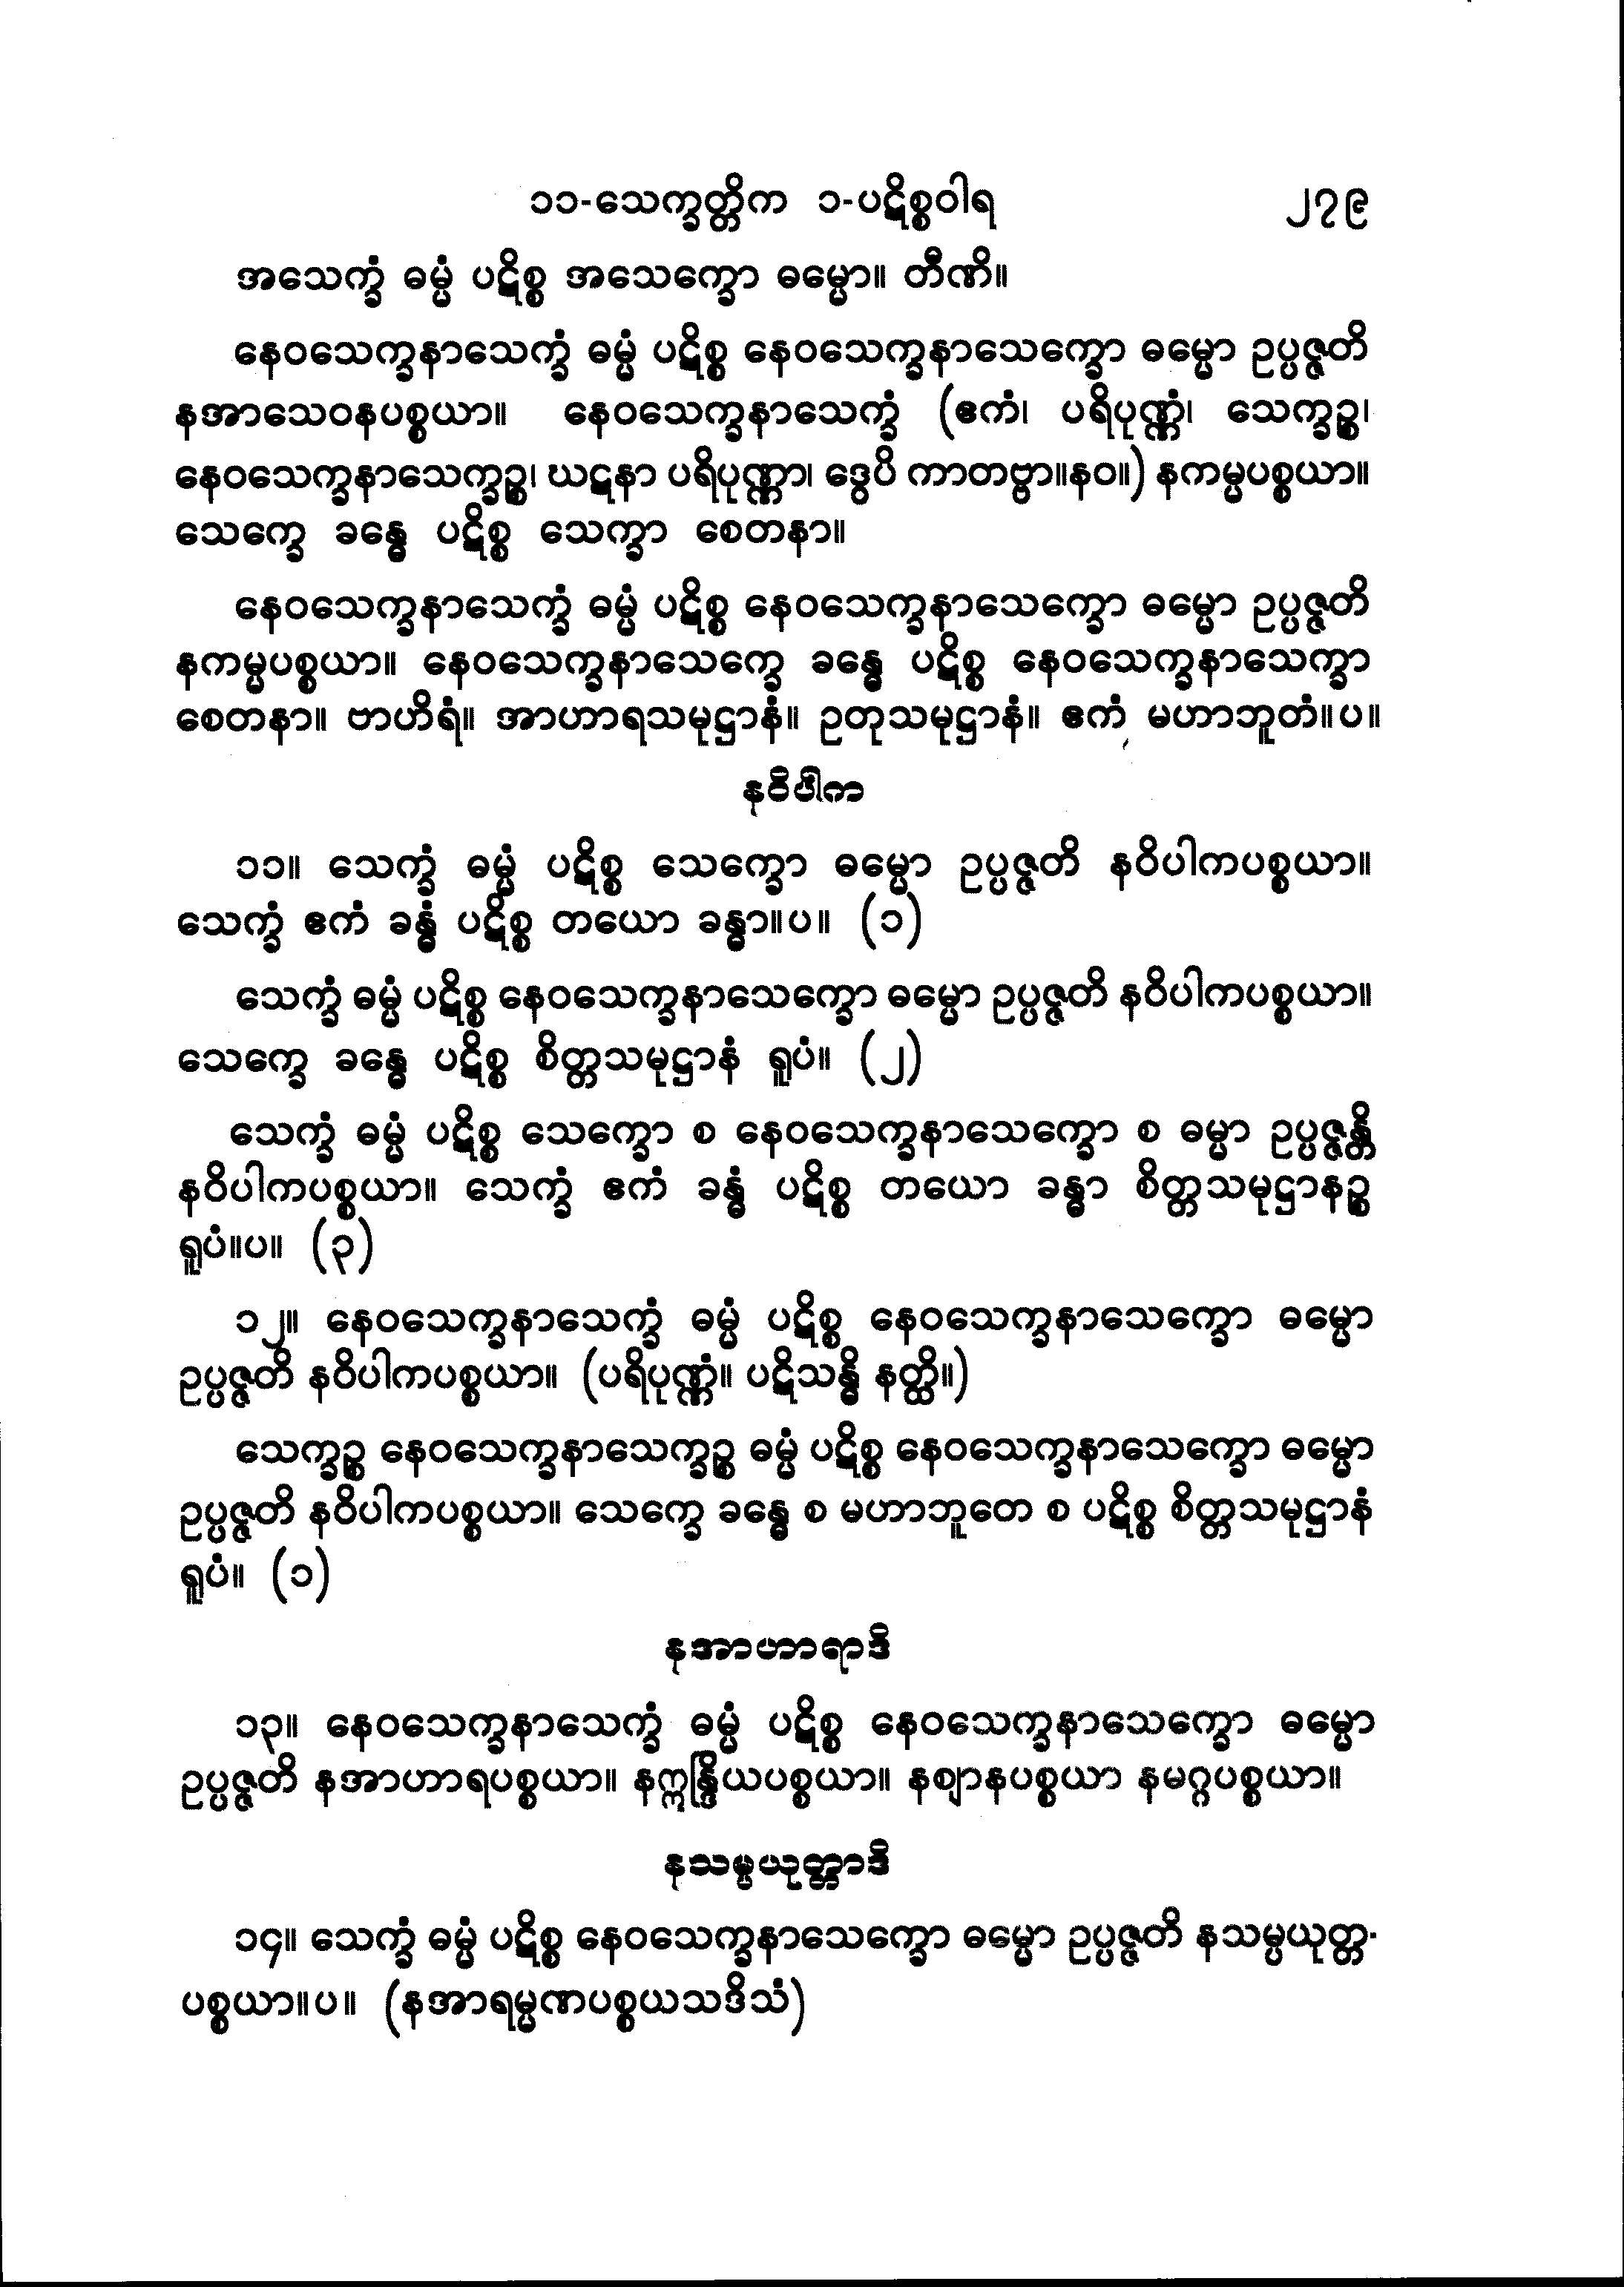 ၁၁-သေက္ခတ္တိက ၁-ပဋိစ္စဝါရ ၂၇၉
အသေက္ခံ ဓမ္မံ ပဋိစ္စ အသေက္ခော ဓမ္မော။ တီဏိ။
နေဝသေက္ခနာသေက္ခံ ဓမ္မံ ပဋိစ္စ နေဝသေက္ခနာသေက္ခော ဓမ္မော ဥပ္ပဇ္ဇတိ
နအာသေဝနပစ္စယာ။ နေဝသေက္ခနာသေက္ခံ (ဧကံ၊ ပရိပုဏ္ဏံ၊ သေက္ခဉ္စ၊
နေဝသေက္ခနာသေက္ခဉ္စ၊ ဃဋနာ ပရိပုဏ္ဏာ၊ ဒွေပိ ကာတဗ္ဗာ။နဝ။) နကမ္မပစ္စယာ။
သေက္ခေ ခန္ဓေ ပဋိစ္စ သေက္ခာ စေတနာ။
နေဝသေက္ခနာသေက္ခံ ဓမ္မံ ပဋိစ္စ နေဝသေက္ခနာသေက္ခော ဓမ္မော ဥပ္ပဇ္ဇတိ
နကမ္မပစ္စယာ။ နေဝသေက္ခနာသေက္ခေ ခန္ဓေ ပဋိစ္စ နေဝသေက္ခနာသေက္ခာ
စေတနာ။ ဗာဟိရံ။ အာဟာရသမုဋ္ဌာနံ။ ဥတုသမုဋ္ဌာနံ။ ဧကံ မဟာဘူတံ။ပ။
နဝိပါက
၁၁။ သေက္ခံ ဓမ္မံ ပဋိစ္စ သေက္ခော ဓမ္မော ဥပ္ပဇ္ဇတိ နဝိပါကပစ္စယာ။
သေက္ခံ ဧကံ ခန္ဓံ ပဋိစ္စ တယော ခန္ဓာ။ပ။ (၁)
သေက္ခံ ဓမ္မံ ပဋိစ္စ နေဝသေက္ခနာသေက္ခော ဓမ္မော ဥပ္ပဇ္ဇတိ နဝိပါကပစ္စယာ။
သေက္ခေ ခန္ဓေ ပဋိစ္စ စိတ္တသမုဋ္ဌာနံ ရူပံ။ (၂)
သေက္ခံ ဓမ္မံ ပဋိစ္စ သေက္ခော စ နေဝသေက္ခနာသေက္ခော စ ဓမ္မာ ဥပ္ပဇ္ဇန္တိ
နဝိပါကပစ္စယာ။ သေက္ခံ ဧကံ ခန္ဓံ ပဋိစ္စ တယော ခန္ဓာ စိတ္တသမုဋ္ဌာနဉ္စ
ရူပံ။ပ။ (၃)
၁၂။ နေဝသေက္ခနာသေက္ခံ ဓမ္မံ ပဋိစ္စ နေဝသေက္ခနာသေက္ခော ဓမ္မော
ဥပ္ပဇ္ဇတိ နဝိပါကပစ္စယာ။ (ပရိပုဏ္ဏံ။ ပဋိသန္ဓိ နတ္ထိ။)
သေက္ခဉ္စ နေဝသေက္ခနာသေက္ခဉ္စ ဓမ္မံ ပဋိစ္စ နေဝသေက္ခနာသေက္ခော ဓမ္မော
ဥပ္ပဇ္ဇတိ နဝိပါကပစ္စယာ။ သေက္ခေ ခန္ဓေ စ မဟာဘူတေ စ ပဋိစ္စ စိတ္တသမုဋ္ဌာနံ
ရူပံ။ (၁)
နအာဟာရာဒိ
၁၃။ နေဝသေက္ခနာသေက္ခံ ဓမ္မံ ပဋိစ္စ နေဝသေက္ခနာသေက္ခော ဓမ္မော
ဥပ္ပဇ္ဇတိ နအာဟာရပစ္စယာ။ နဣန္ဒြိယပစ္စယာ။ နဈာနပစ္စယာ နမဂ္ဂပစ္စယာ။
နသမ္ပယုတ္တာဒိ
၁၄။ သေက္ခံ ဓမ္မံ ပဋိစ္စ နေဝသေက္ခနာသေက္ခော ဓမ္မော ဥပ္ပဇ္ဇတိ နသမ္ပယုတ္တ-
ပစ္စယာ။ပ။ (နအာရမ္မဏပစ္စယသဒိသံ)